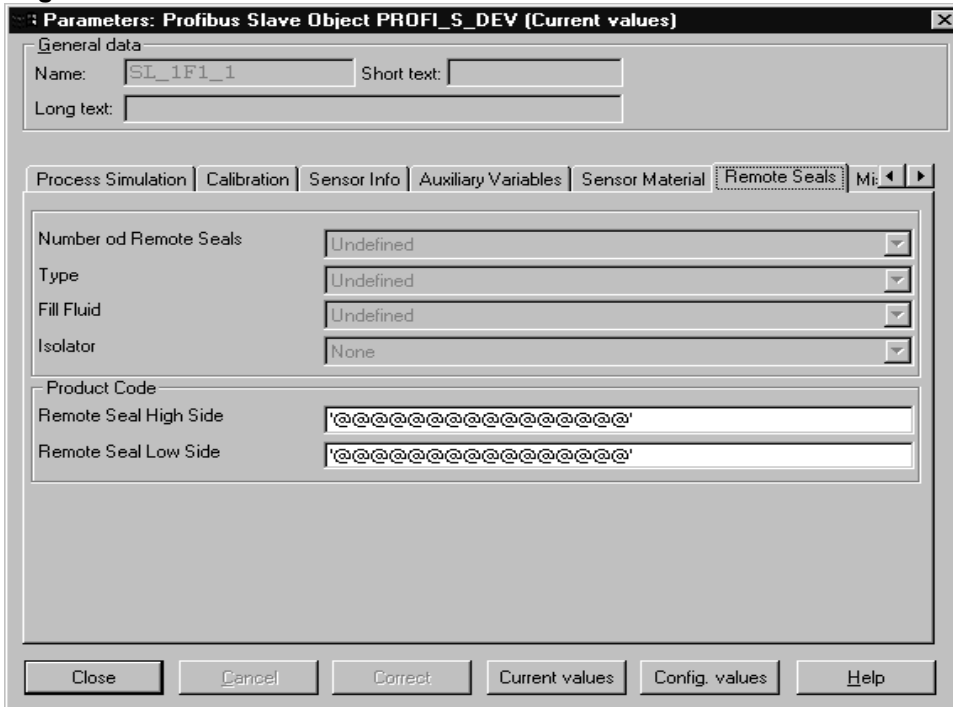 Parameters: Profibus Slave Object PROFI_S_DEV (Current values)
General data
Name: SL_1F1_1 Short text:
Long text:
Process Simulation Calibration Sensor Info Auxiliary Variables Sensor Material Remote Seals
Number od Remote Seals Undefined
Type Undefined
Fill Fluid Undefined
Isolator None
Product Code
Remote Seal High Side '@@@@@@@@@@@@@@@@'
Remote Seal Low Side '@@@@@@@@@@@@@@@@'
Close Cancel Correct Current values Config. values Help